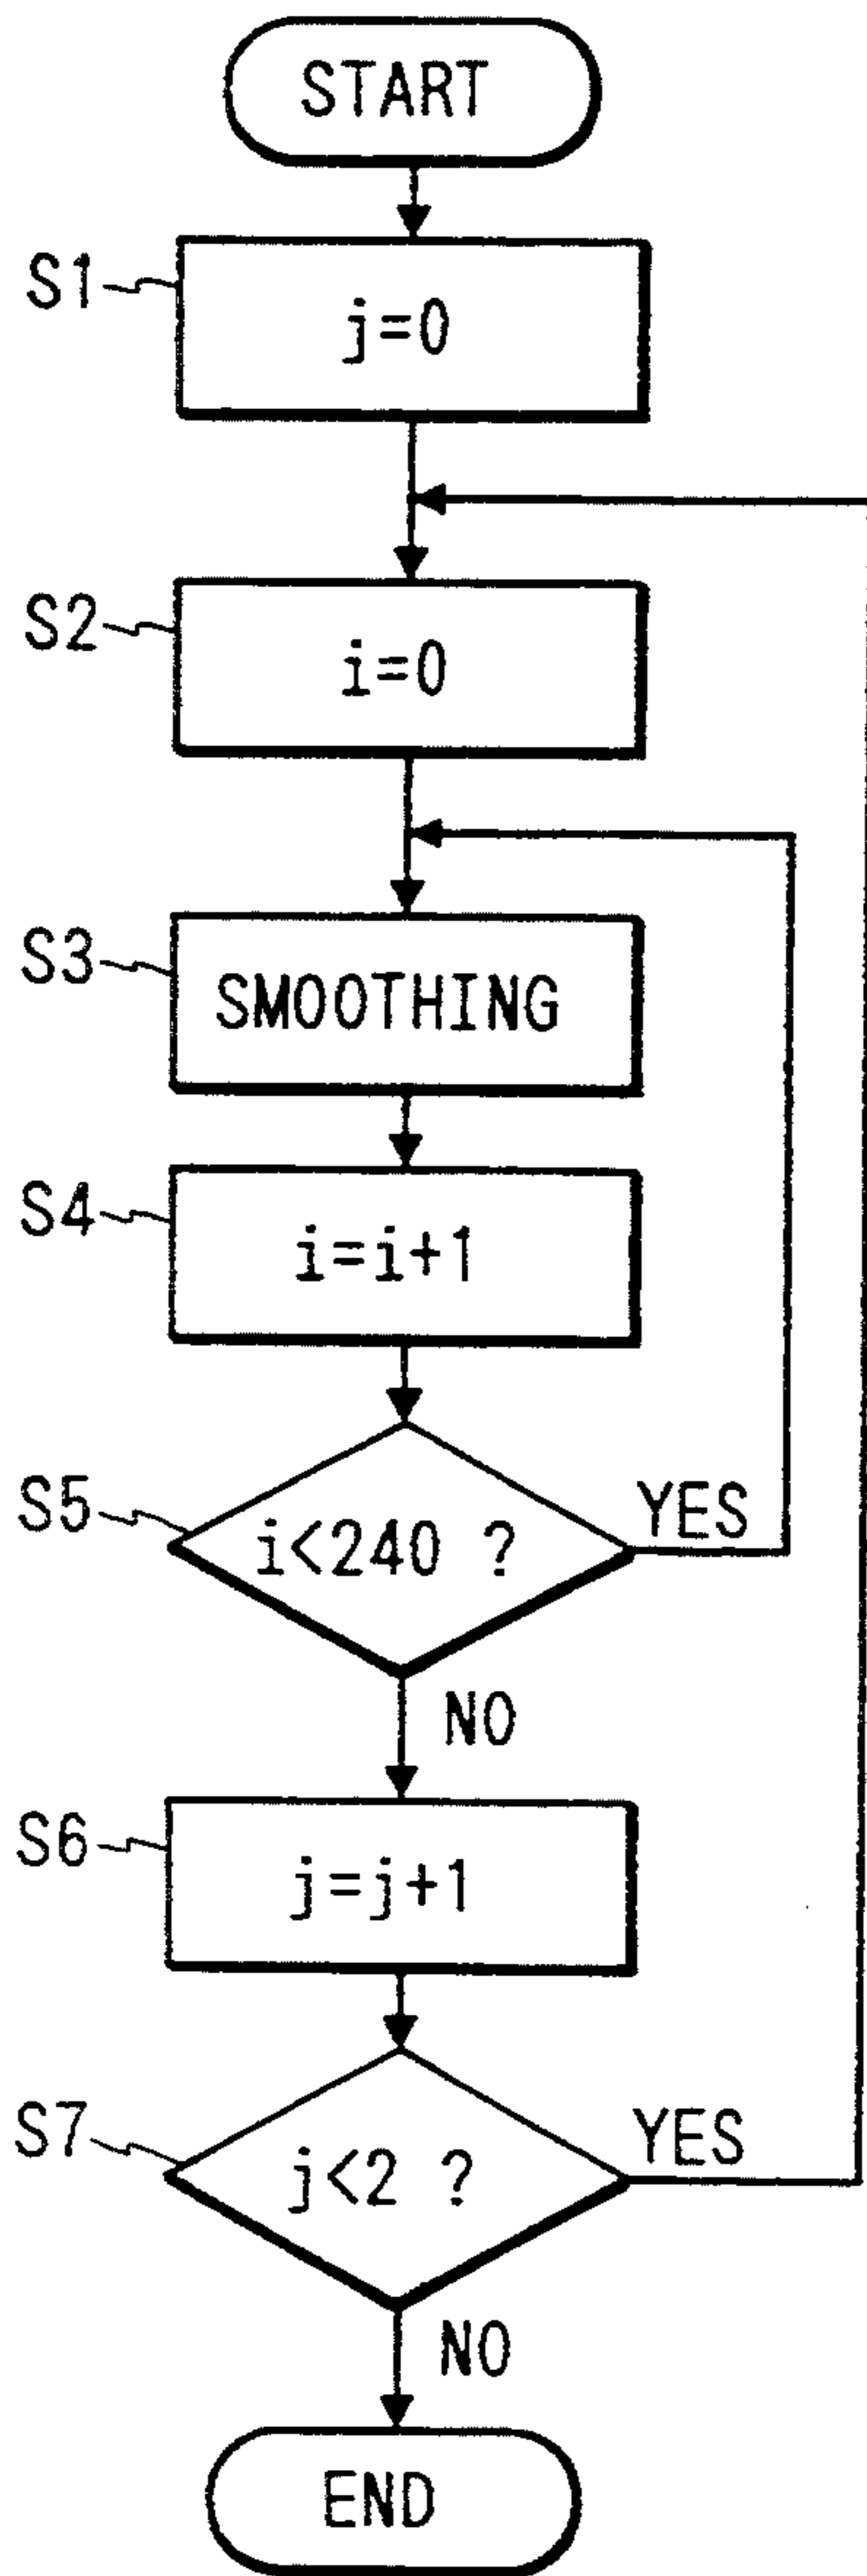 START
S1
j=0
S2
i=0
S3
SMOOTHING
S4
i=i+1
S5
i<240 ?
YES
NO
S6
j=j+1
S7
j<2 ?
YES
NO
END